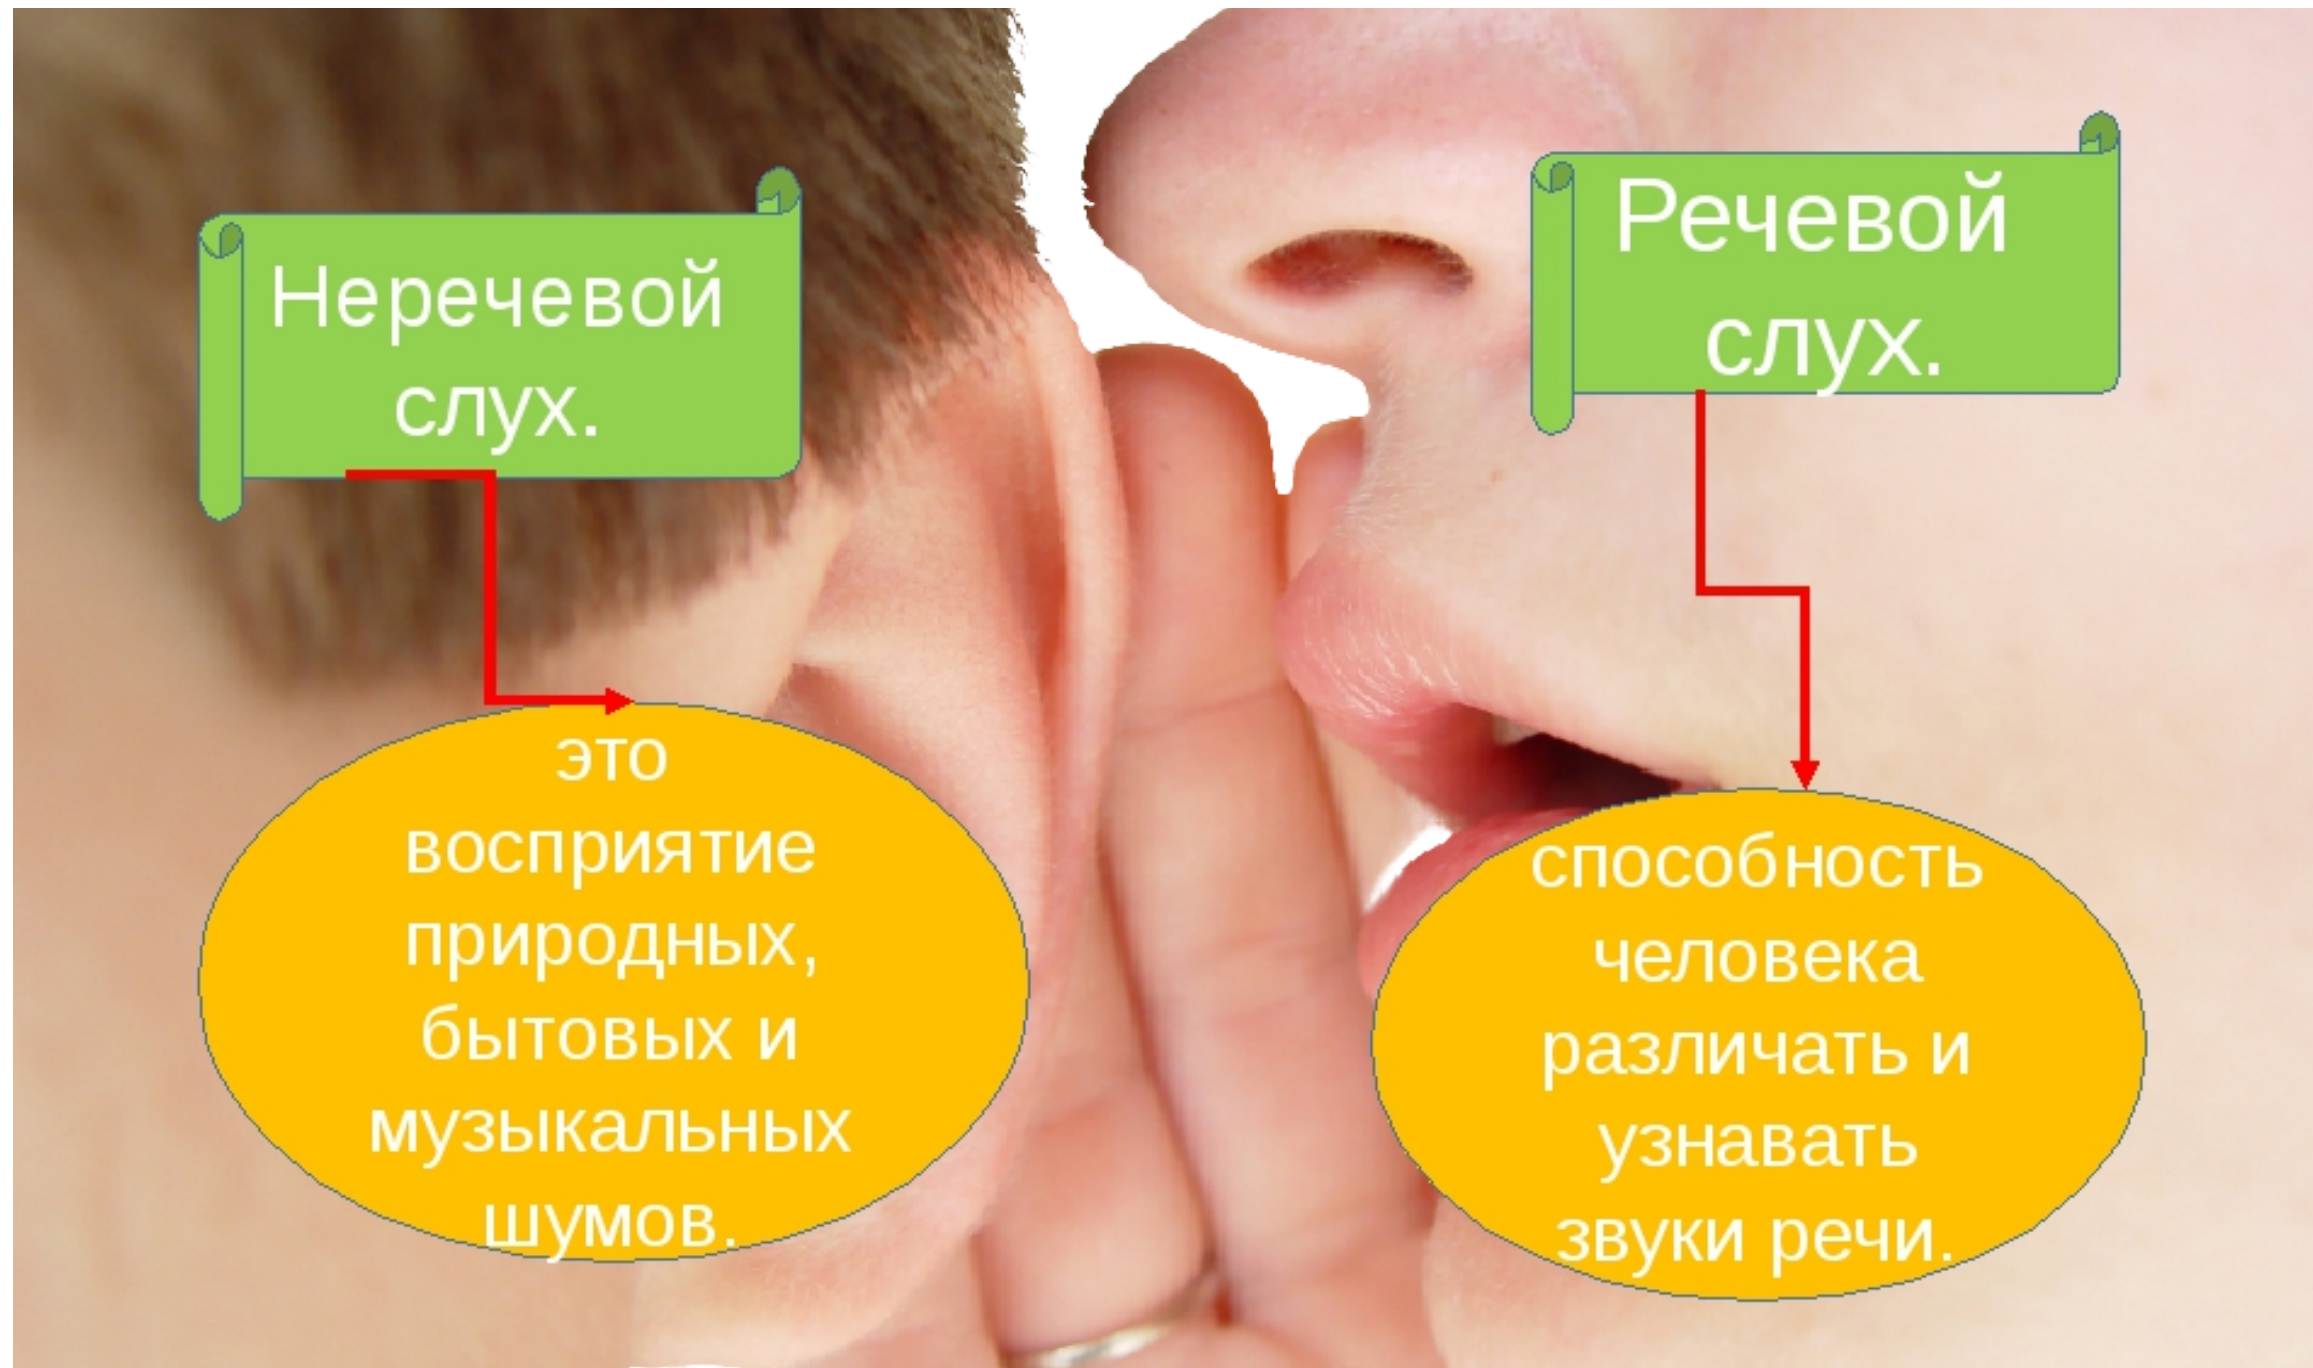 Неречевой
слух.
это
восприятие
природных,
бытовых и
музыкальных
шумов.
Речевой
слух.
способность
человека
различать и
узнавать
звуки речи.